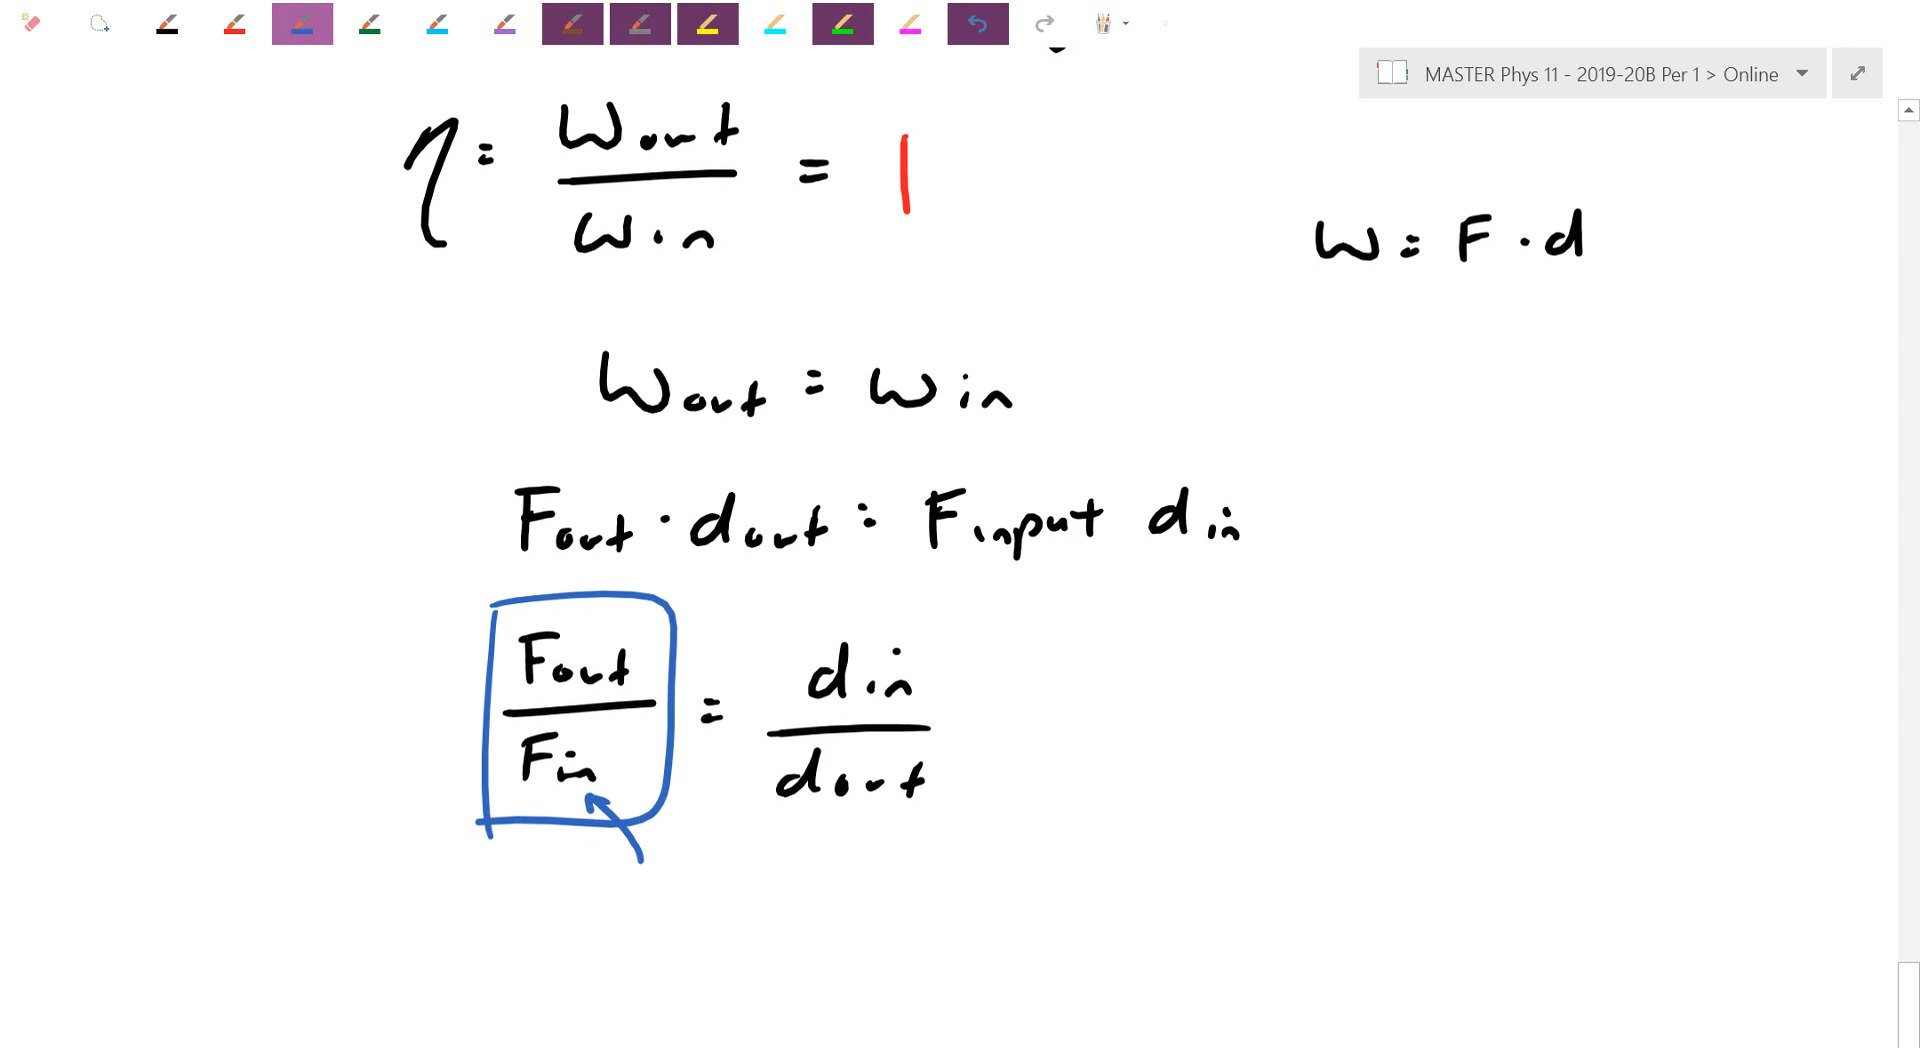 MASTER Phys 11 - 2019-20B Per 1 > Online
η = Wout / Win = 1
W = F · d
Wout = Win
Fout · dout = Finput din
Fout / Fin = din / dout